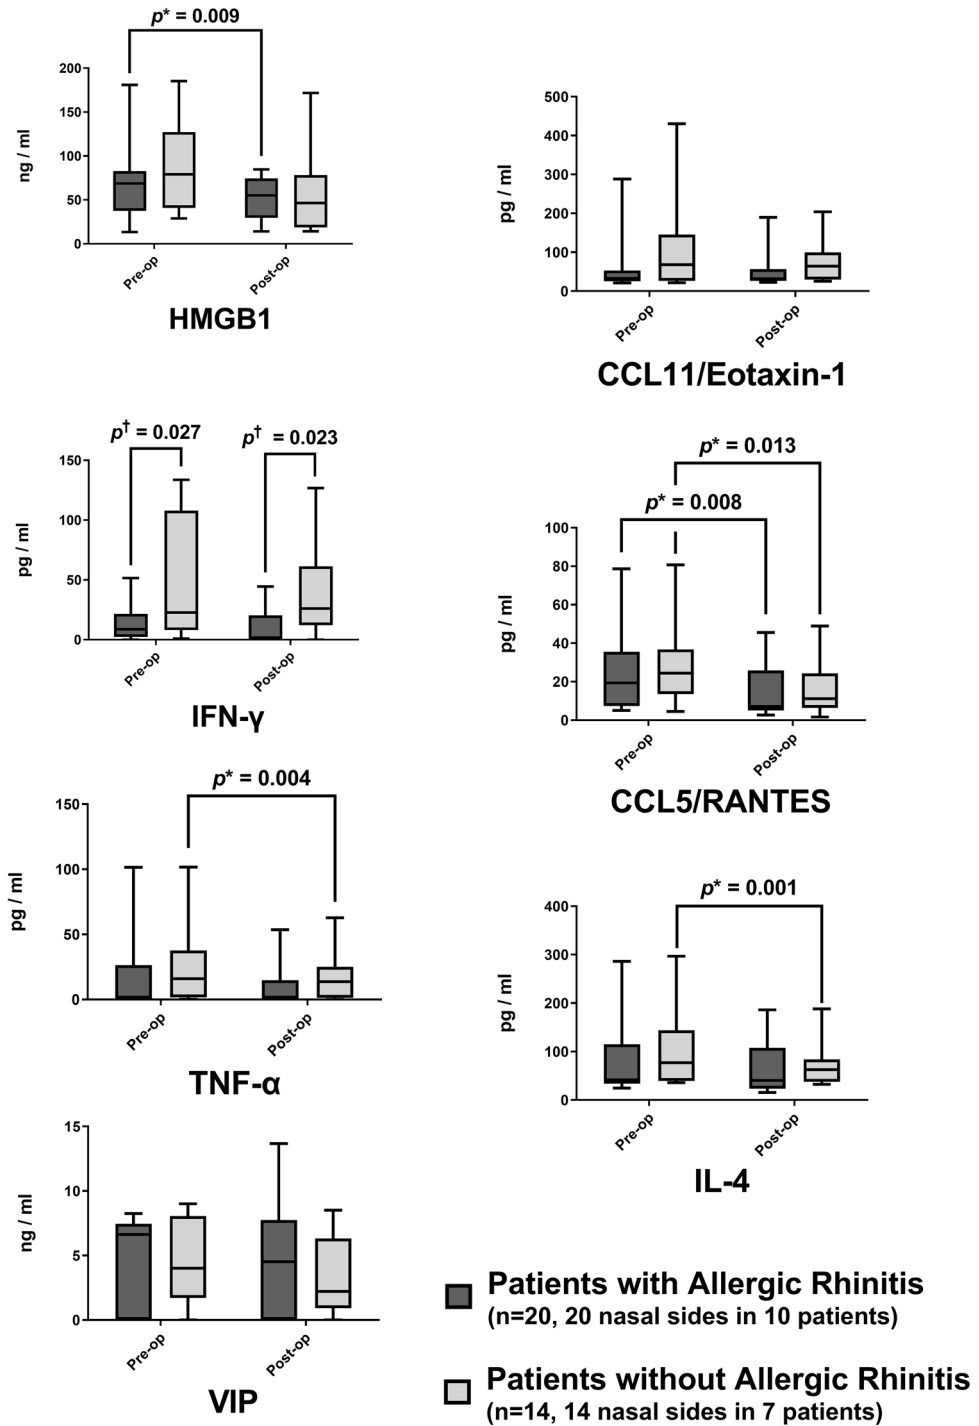 p* = 0.009
200
150
100
50
0
ng / ml
Pre-op
Post-op
HMGB1
500
400
300
200
100
0
pg / ml
Pre-op
Post-op
CCL11/Eotaxin-1
p† = 0.027
p† = 0.023
150
100
50
0
pg / ml
Pre-op
Post-op
IFN-γ
p* = 0.013
p* = 0.008
100
80
60
40
20
0
pg / ml
Pre-op
Post-op
CCL5/RANTES
p* = 0.004
150
100
50
0
pg / ml
Pre-op
Post-op
TNF-α
p* = 0.001
400
300
200
100
0
pg / ml
Pre-op
Post-op
IL-4
15
10
5
0
ng / ml
Pre-op
Post-op
VIP
Patients with Allergic Rhinitis
(n=20, 20 nasal sides in 10 patients)
Patients without Allergic Rhinitis
(n=14, 14 nasal sides in 7 patients)